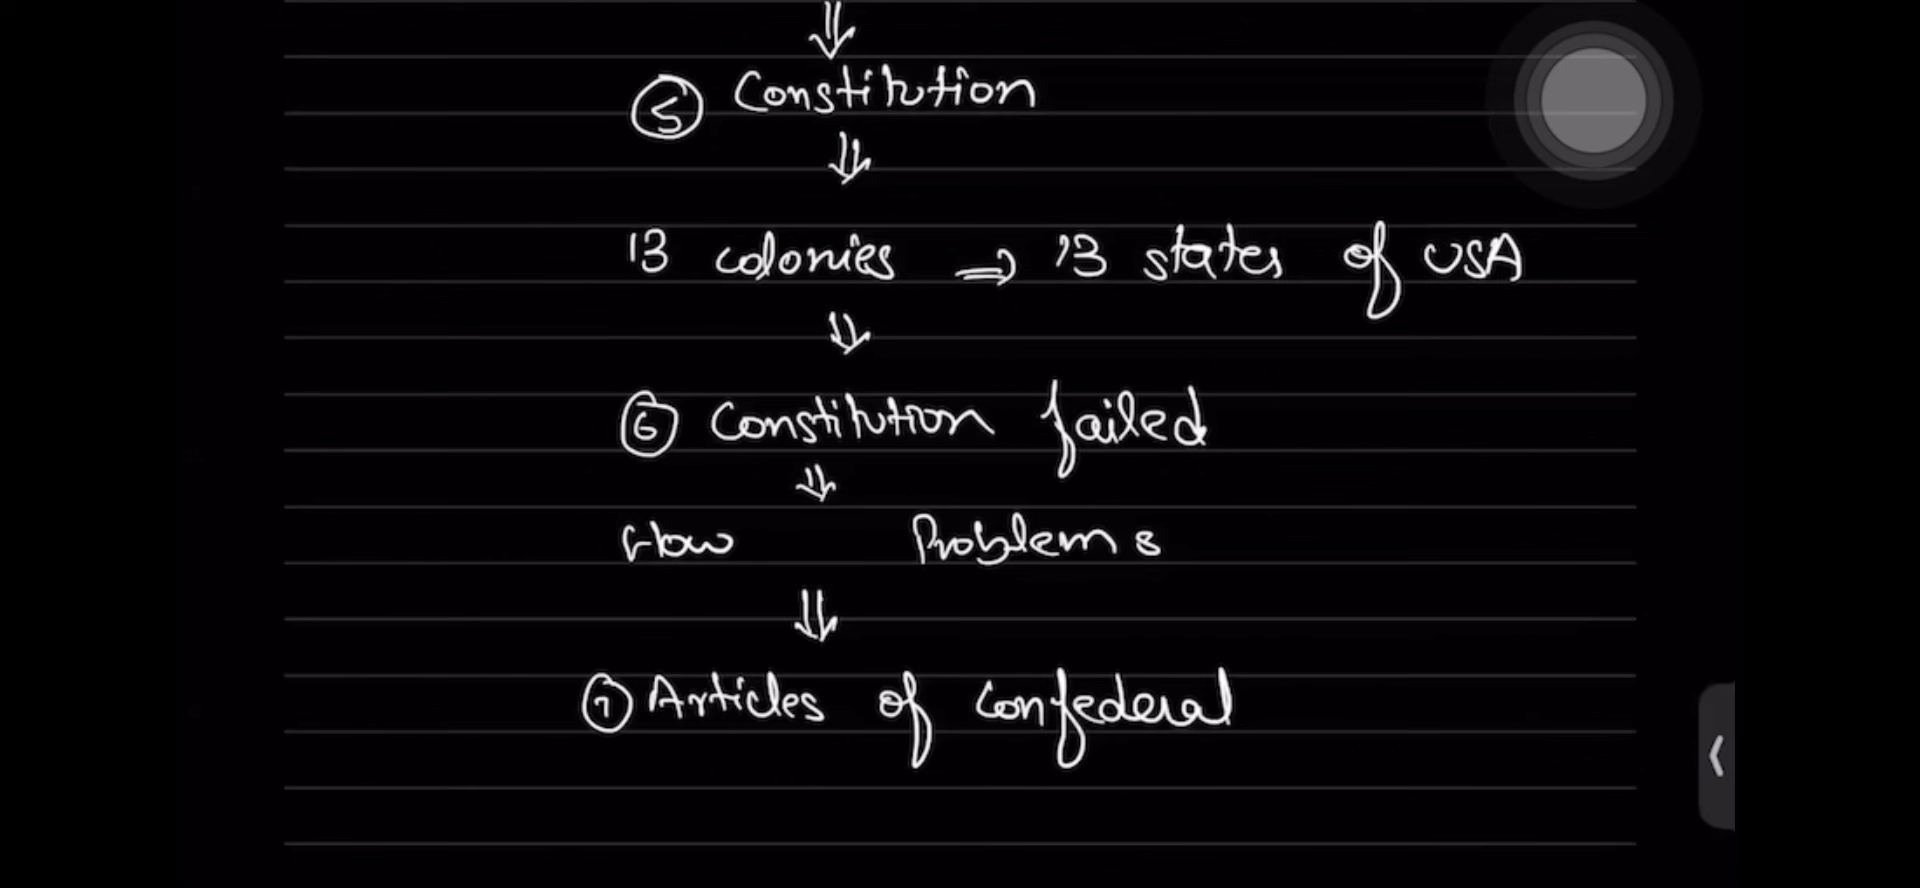 ⇓
⑤ Constitution
⇓
13 colonies ⇒ 13 states of USA
⇓
⑥ Constitution failed
⇓
How Problems
⇓
⑦ Articles of Confederal